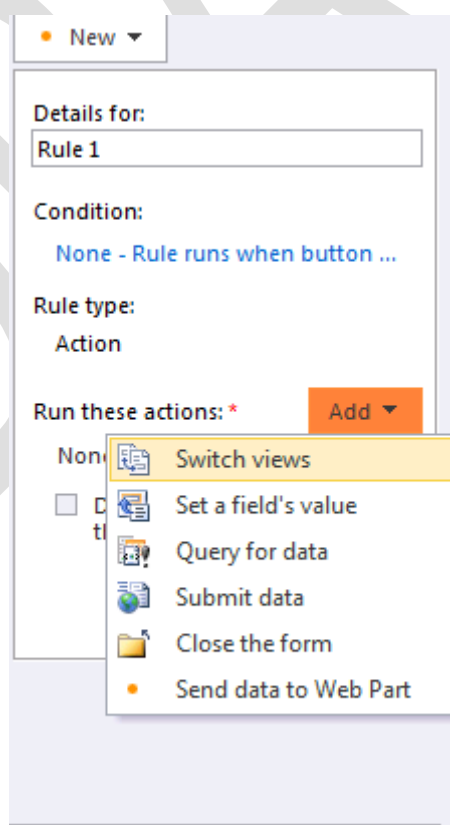 New
Details for:
Rule 1
Condition:
None - Rule runs when button ...
Rule type:
Action
Run these actions: *
Add
Switch views
Set a field's value
Query for data
Submit data
Close the form
Send data to Web Part